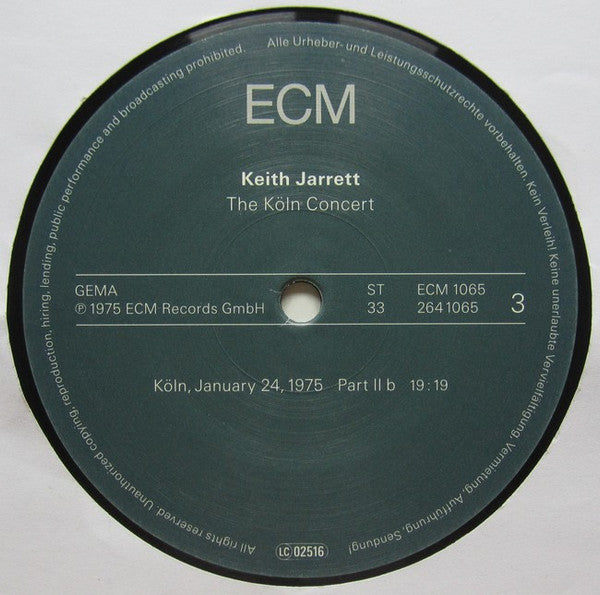 ECM
Keith Jarrett
The Köln Concert
GEMA
℗ 1975 ECM Records GmbH
ST
33
ECM 1065
2641065
3
Köln, January 24, 1975 Part II b 19:19
Alle Urheber- und Leistungsschutzrechte vorbehalten. Kein Verleih! Keine unerlaubte Vervielfältigung, Vermietung, Aufführung, Sendung!
LC 02516
All rights reserved. Unauthorized copying, reproduction, hiring, lending, public performance and broadcasting prohibited.